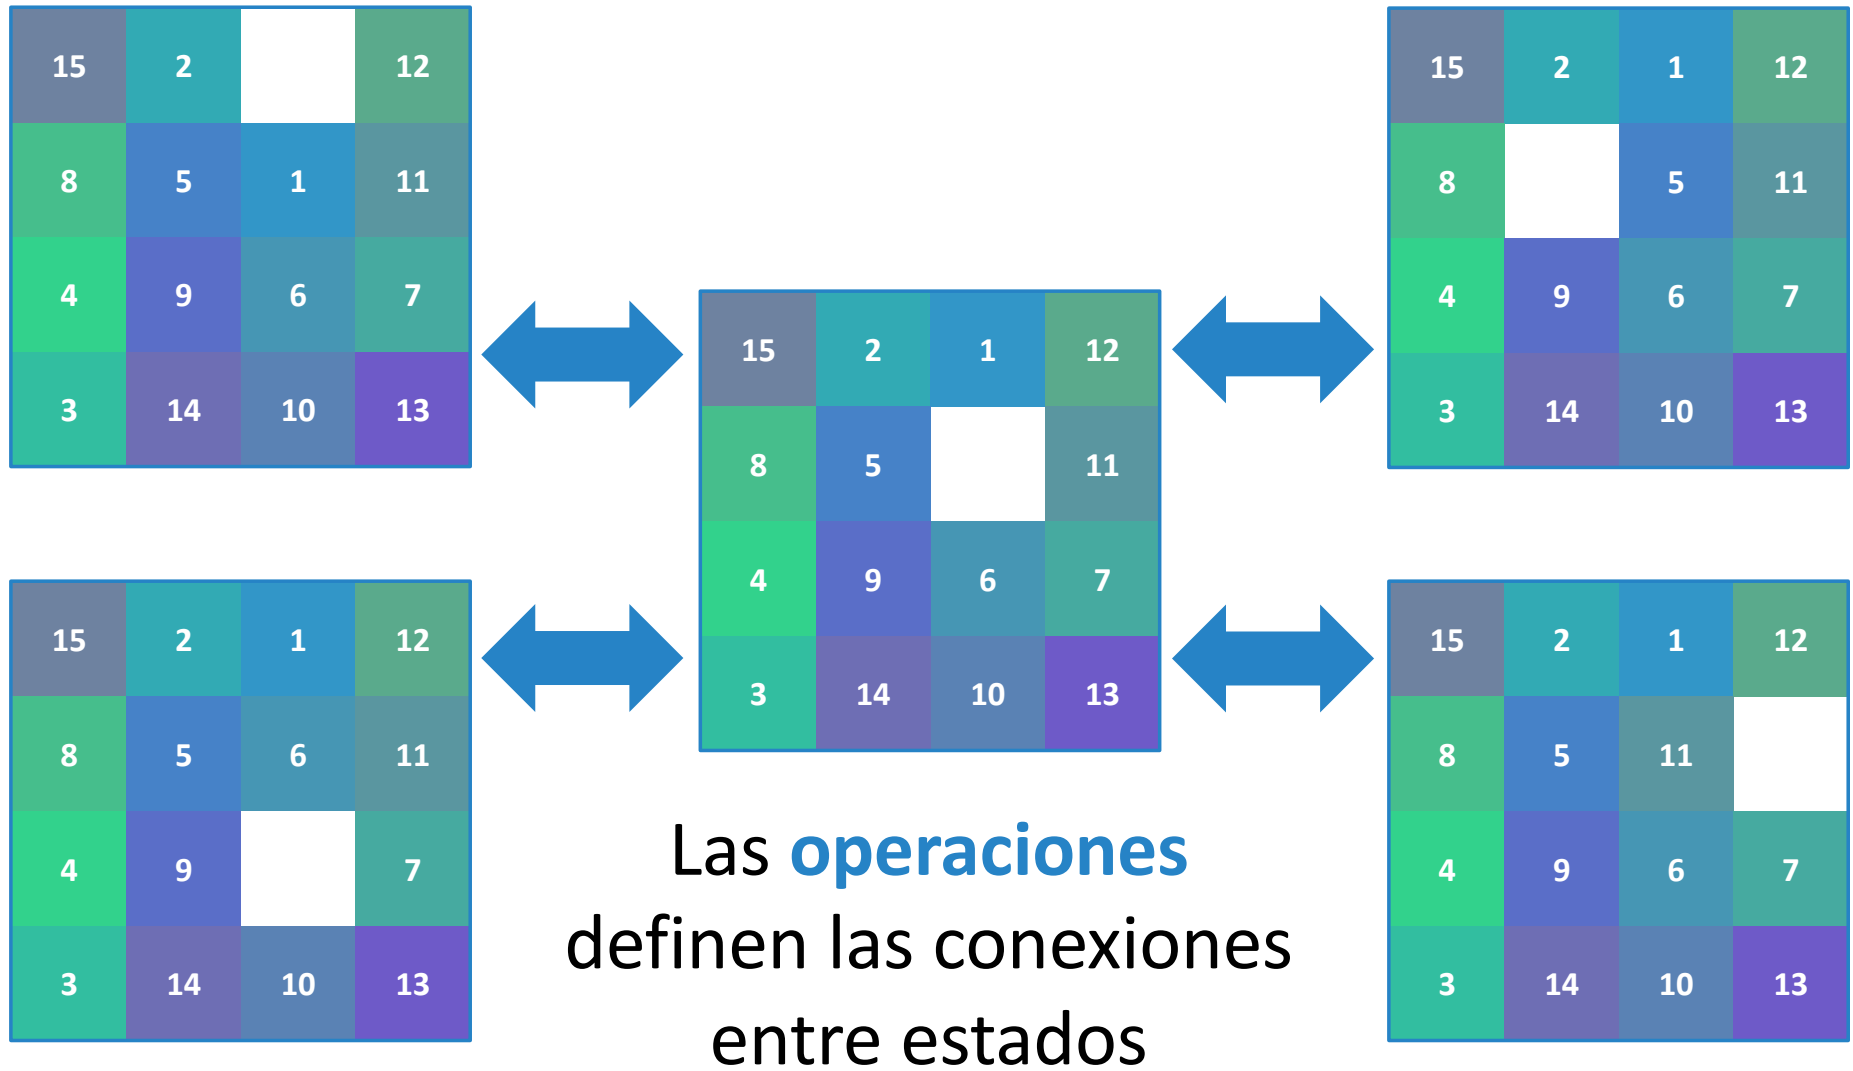 15 2 12
8 5 1 11
4 9 6 7
3 14 10 13
15 2 1 12
8 5 11
4 9 6 7
3 14 10 13
15 2 1 12
8 5 11
4 9 6 7
3 14 10 13
15 2 1 12
8 5 6 11
4 9 7
3 14 10 13
15 2 1 12
8 5 11
4 9 6 7
3 14 10 13
Las operaciones
definen las conexiones
entre estados